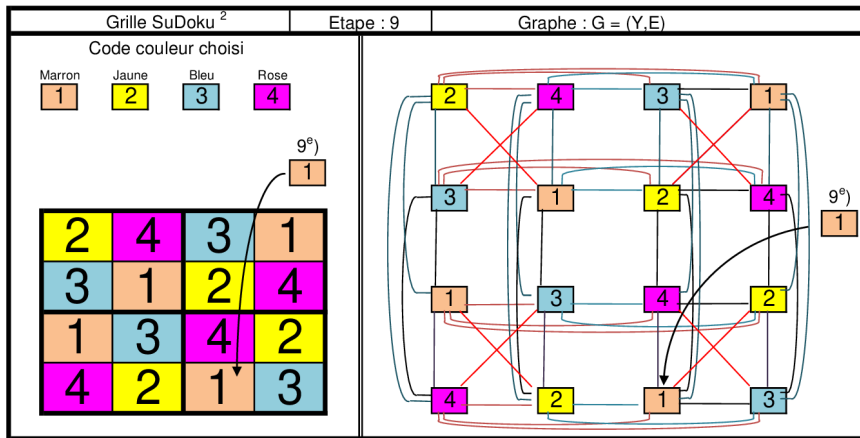 Grille SuDoku ² Etape : 9 Graphe : G = (Y,E)
Code couleur choisi
Marron Jaune Bleu Rose
1 2 3 4
9e)
1
2 4 3 1
3 1 2 4
1 3 4 2
4 2 1 3
2 4 3 1
3 1 2 4
9e)
1
1 3 4 2
4 2 1 3